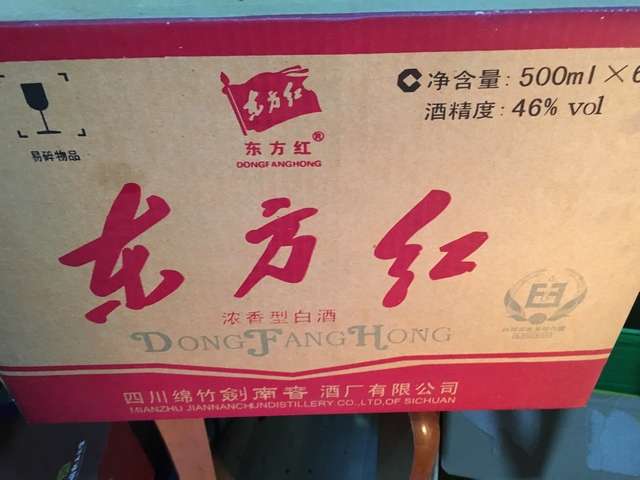 净含量: 500ml×6
酒精度: 46% vol
易碎物品
东方红
东方红®
DONGFANGHONG
东方红
浓香型白酒
DONGFANGHONG
四川绵竹剑南春 酒厂有限公司
MIANZHU JIANNANCHUNDISTILLERY CO.,LTD,OF SICHUAN